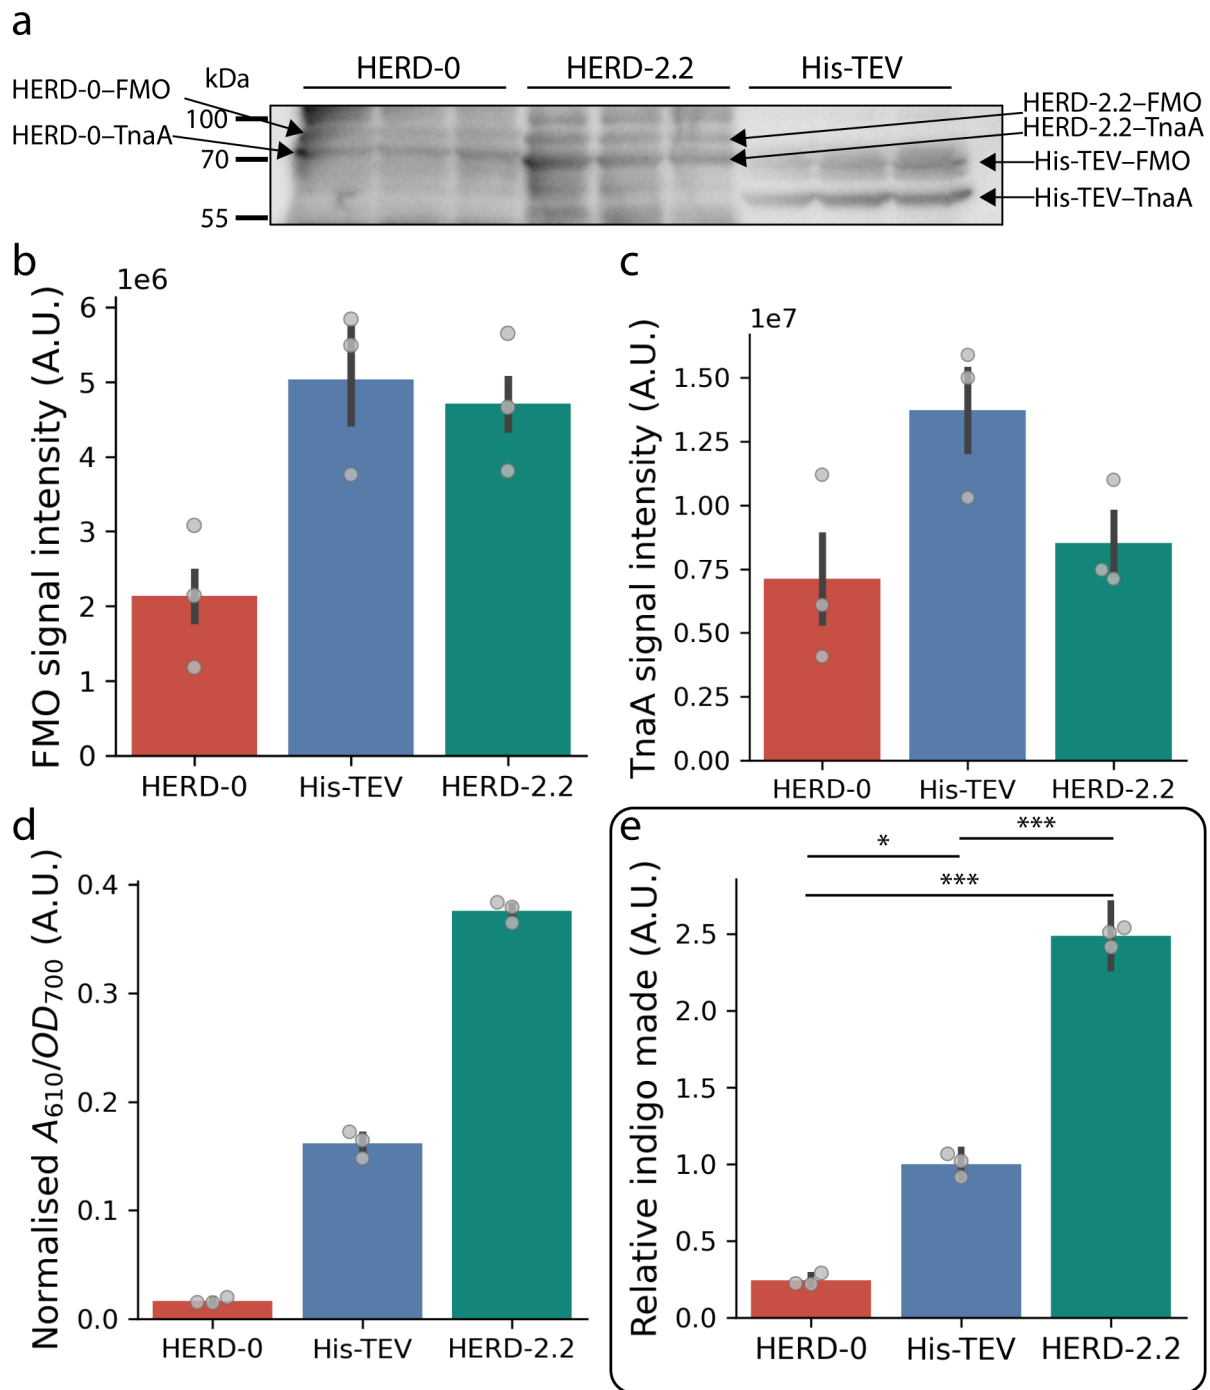 a
HERD-0 HERD-2.2 His-TEV
kDa
HERD-0–FMO
HERD-0–TnaA
100
70
55
HERD-2.2–FMO
HERD-2.2–TnaA
His-TEV–FMO
His-TEV–TnaA
b
1e6
FMO signal intensity (A.U.)
6
5
4
3
2
1
0
HERD-0 His-TEV HERD-2.2
c
1e7
TnaA signal intensity (A.U.)
1.50
1.25
1.00
0.75
0.50
0.25
0.00
HERD-0 His-TEV HERD-2.2
d
Normalised A610/OD700 (A.U.)
0.4
0.3
0.2
0.1
0.0
HERD-0 His-TEV HERD-2.2
e
* ***
***
Relative indigo made (A.U.)
2.5
2.0
1.5
1.0
0.5
0.0
HERD-0 His-TEV HERD-2.2